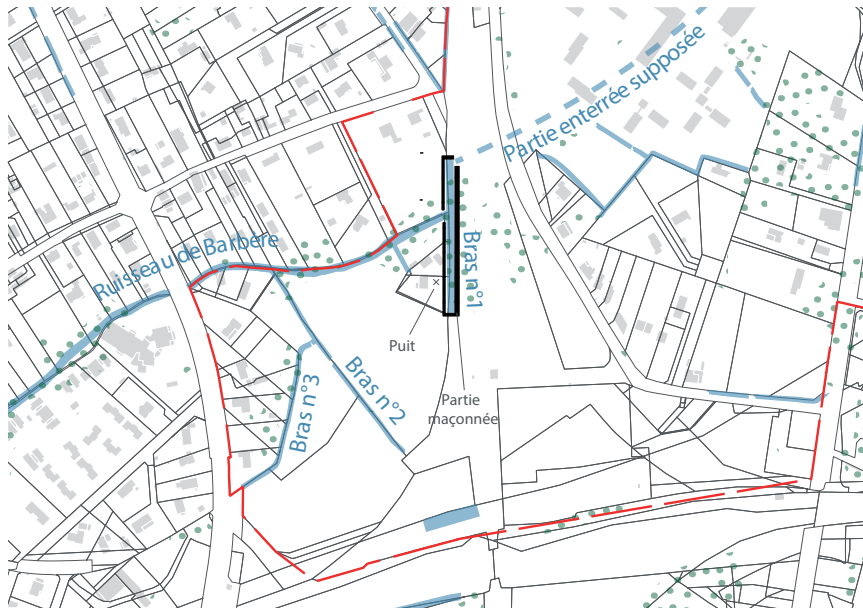 Partie enterrée supposée
Ruisseau de Barbère
Bras n°1
Puit
Bras n°2
Bras n°3
Partie
maçonnée